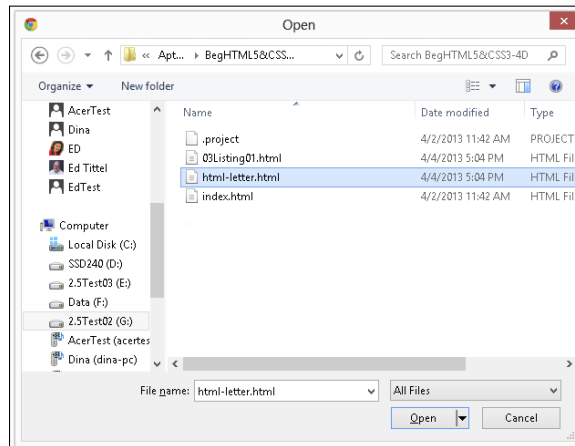 Open
« Apt... ▸ BegHTML5&CSS...
Search BegHTML5&CSS3-4D
Organize New folder
AcerTest
Dina
ED
Ed Tittel
EdTest
Computer
Local Disk (C:)
SSD240 (D:)
2.5Test03 (E:)
Data (F:)
2.5Test02 (G:)
AcerTest (acertes
Dina (dina-pc)
Name Date modified Type
.project 4/2/2013 11:42 AM PROJECT
03Listing01.html 4/4/2013 5:04 PM HTML Fil
html-letter.html 4/4/2013 5:04 PM HTML Fil
index.html 4/2/2013 11:42 AM HTML Fil
File name: html-letter.html All Files
Open Cancel